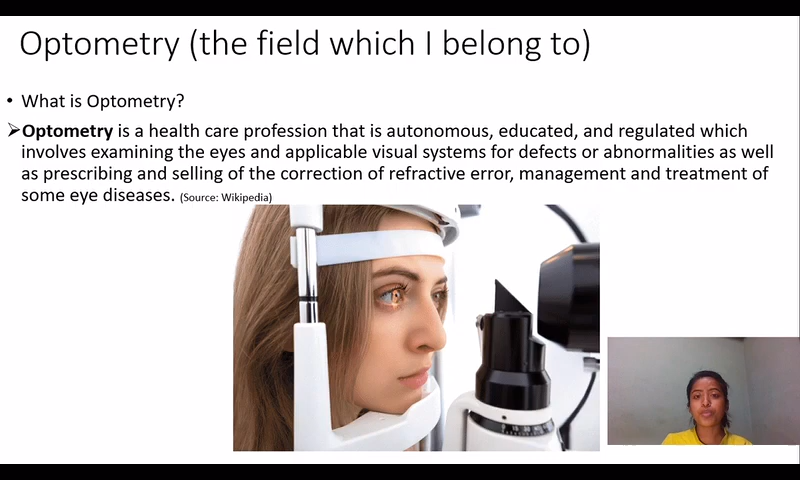 Optometry (the field which I belong to)
• What is Optometry?
➢Optometry is a health care profession that is autonomous, educated, and regulated which
involves examining the eyes and applicable visual systems for defects or abnormalities as well
as prescribing and selling of the correction of refractive error, management and treatment of
some eye diseases. (Source: Wikipedia)